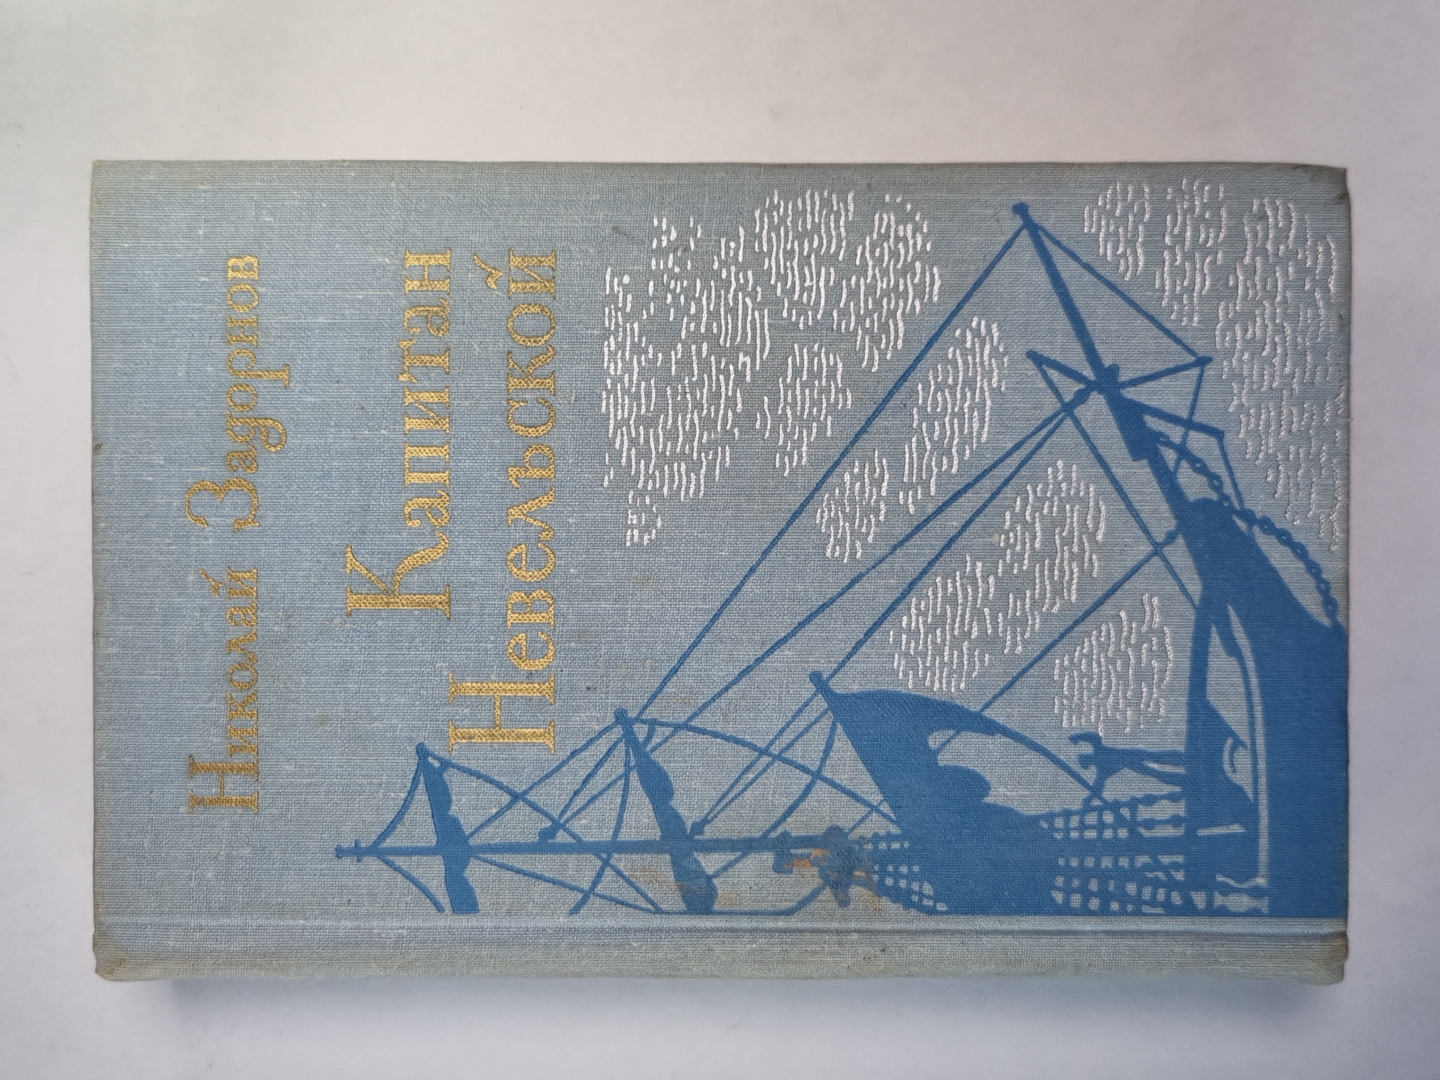 Николай Задорнов
Капитан
Невельской